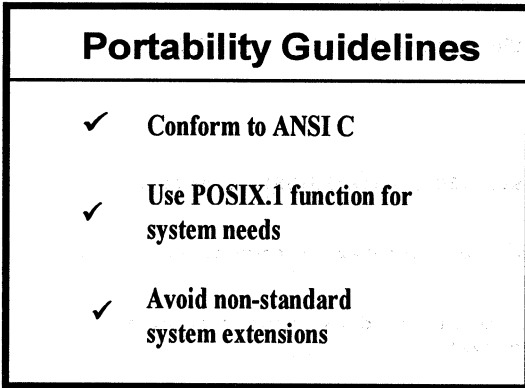 Portability Guidelines
✓ Conform to ANSI C
✓ Use POSIX.1 function for
system needs
✓ Avoid non-standard
system extensions